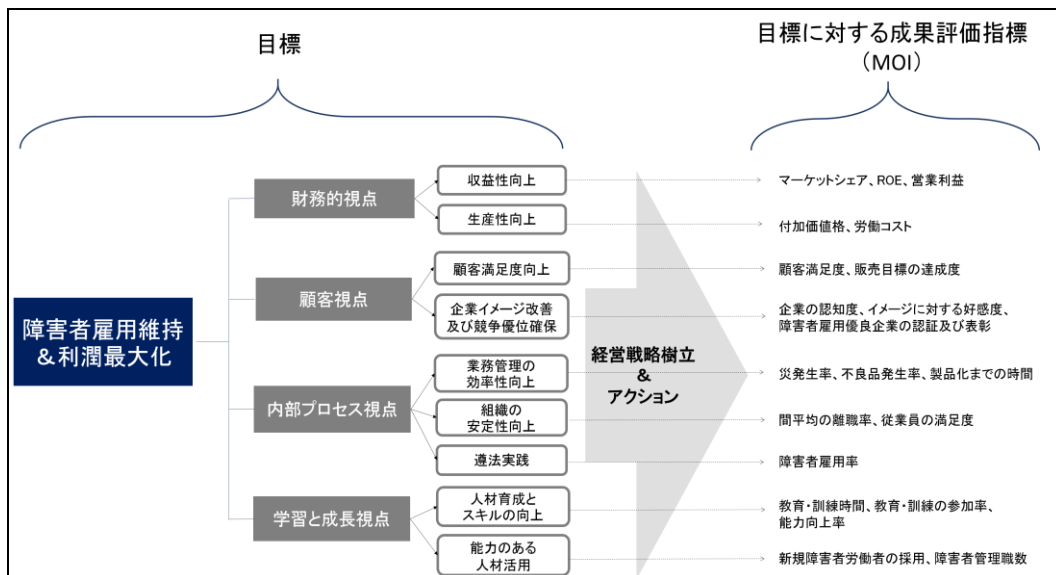 目標
目標に対する成果評価指標
（MOI）
障害者雇用維持
＆利潤最大化
財務的視点
収益性向上
マーケットシェア、ROE、営業利益
生産性向上
付加価値格、労働コスト
顧客視点
顧客満足度向上
顧客満足度、販売目標の達成度
企業イメージ改善
及び競争優位確保
企業の認知度、イメージに対する好感度、
障害者雇用優良企業の認証及び表彰
経営戦略樹立
&
アクション
内部プロセス視点
業務管理の
効率性向上
災発生率、不良品発生率、製品化までの時間
組織の
安定性向上
間平均の離職率、従業員の満足度
遵法実践
障害者雇用率
学習と成長視点
人材育成と
スキルの向上
教育・訓練時間、教育・訓練の参加率、
能力向上率
能力のある
人材活用
新規障害者労働者の採用、障害者管理職数